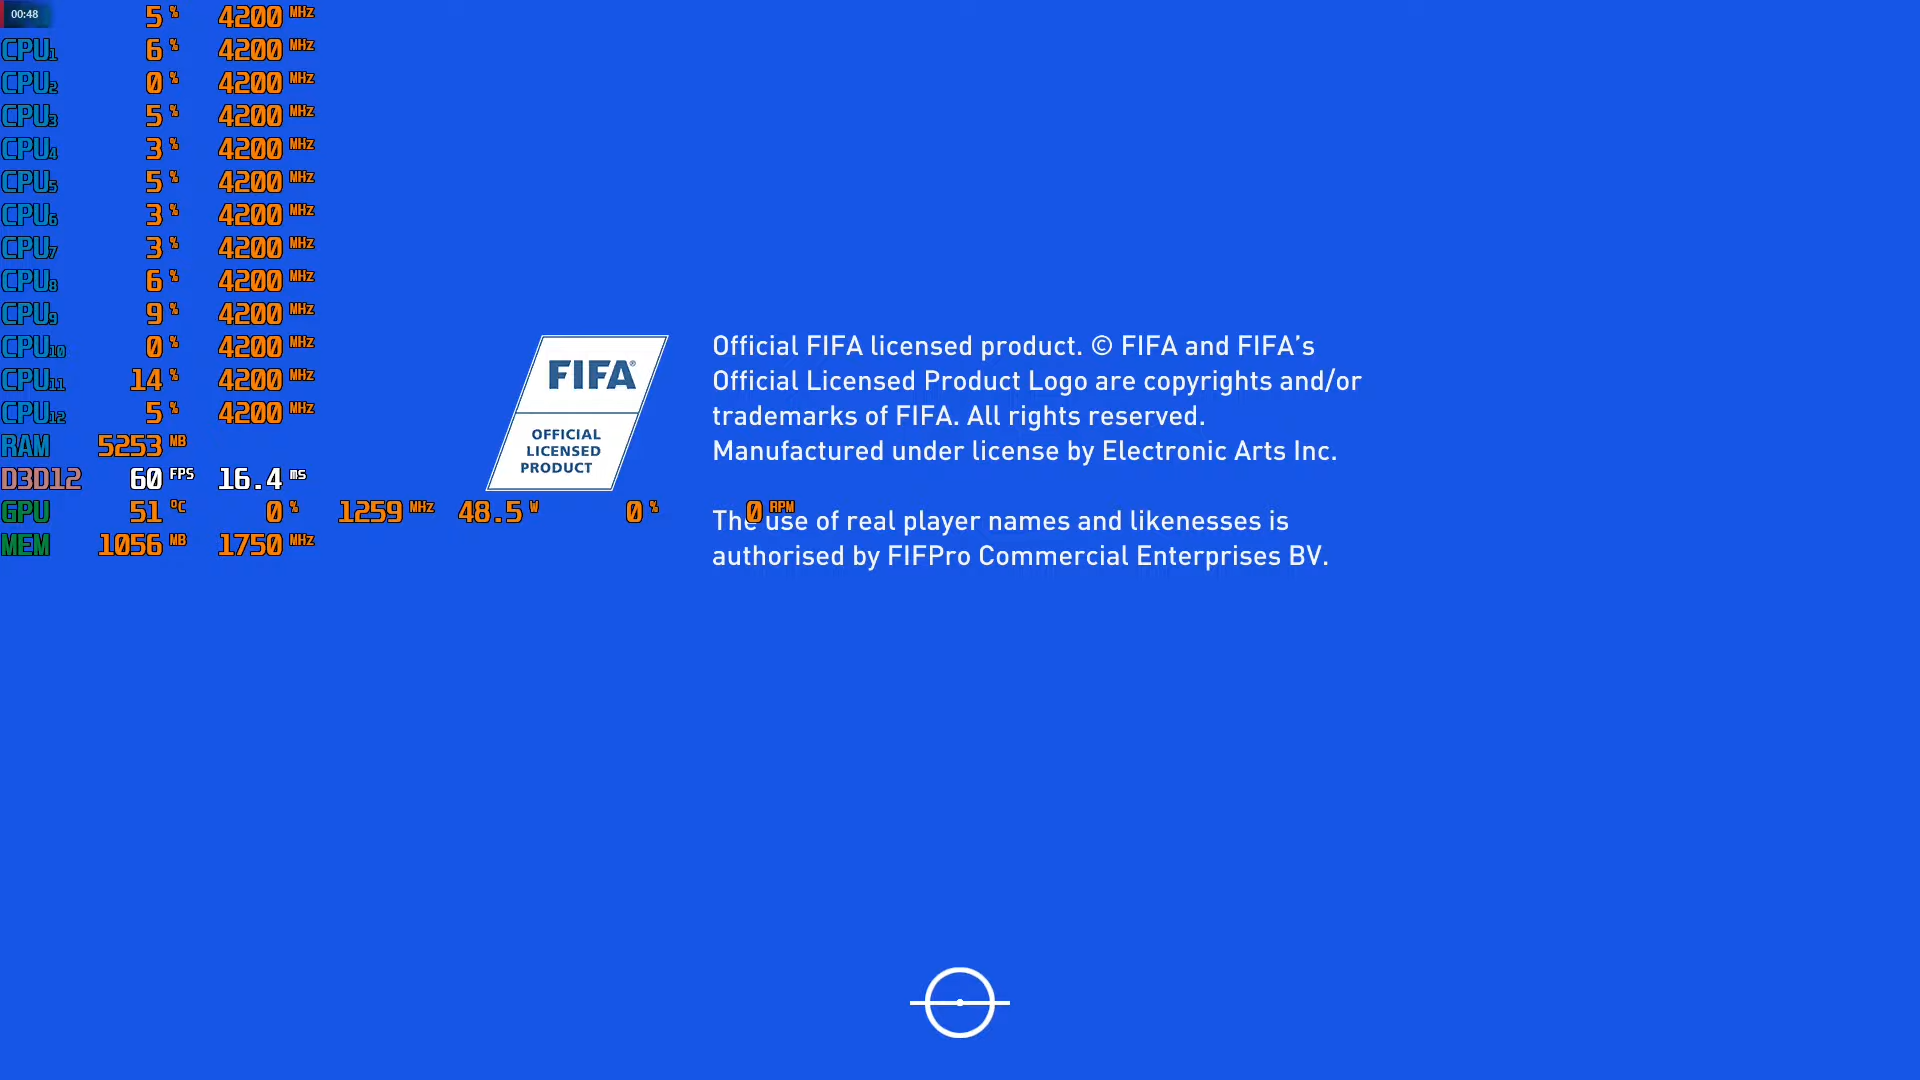 00:48
5 % 4200 MHz
CPU1 6 % 4200 MHz
CPU2 0 % 4200 MHz
CPU3 5 % 4200 MHz
CPU4 3 % 4200 MHz
CPU5 5 % 4200 MHz
CPU6 3 % 4200 MHz
CPU7 3 % 4200 MHz
CPU8 6 % 4200 MHz
CPU9 9 % 4200 MHz
CPU10 0 % 4200 MHz
CPU11 14 % 4200 MHz
CPU12 5 % 4200 MHz
RAM 5253 MB
D3D12 60 FPS 16.4 ms
GPU 51 °C 0 % 1259 MHz 48.5 W 0 % 0 RPM
MEM 1056 MB 1750 MHz
FIFA®
OFFICIAL
LICENSED
PRODUCT
Official FIFA licensed product. © FIFA and FIFA’s
Official Licensed Product Logo are copyrights and/or
trademarks of FIFA. All rights reserved.
Manufactured under license by Electronic Arts Inc.
The use of real player names and likenesses is
authorised by FIFPro Commercial Enterprises BV.